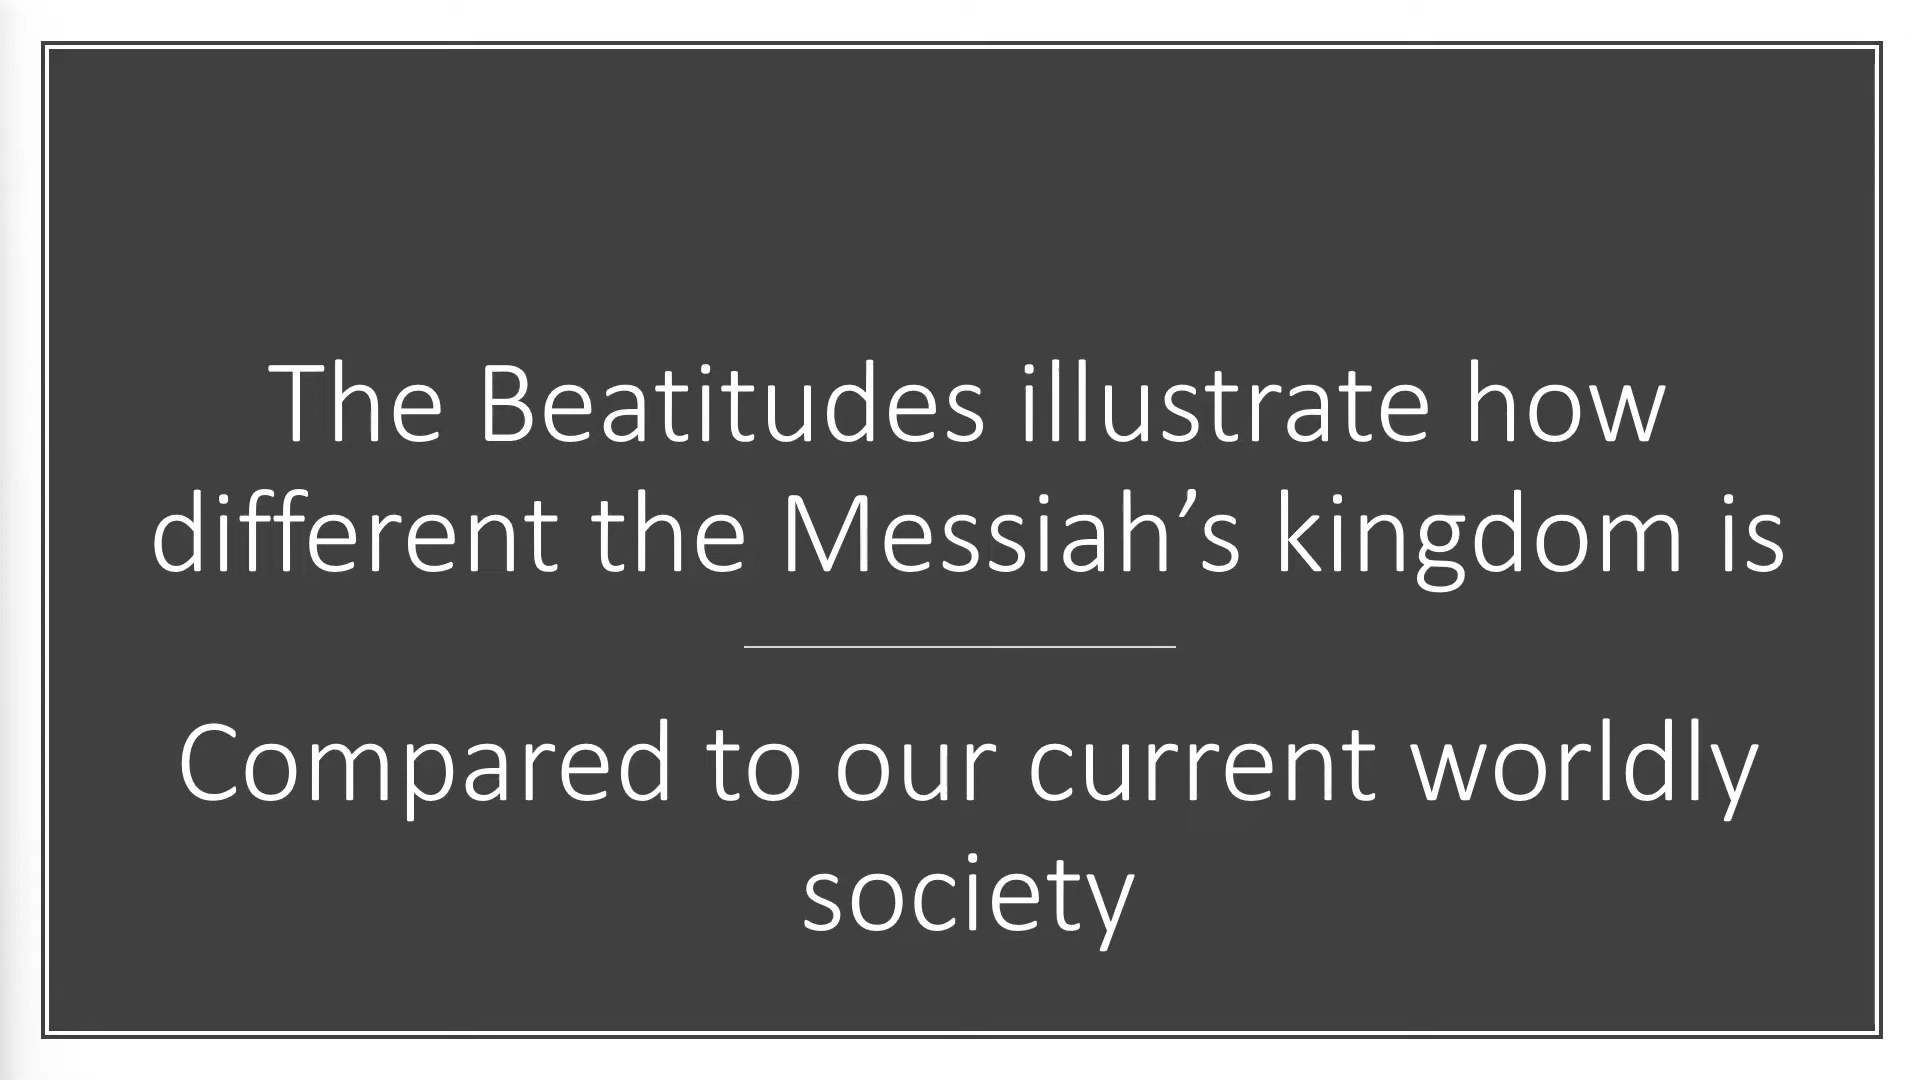 The Beatitudes illustrate how
different the Messiah’s kingdom is
Compared to our current worldly
society